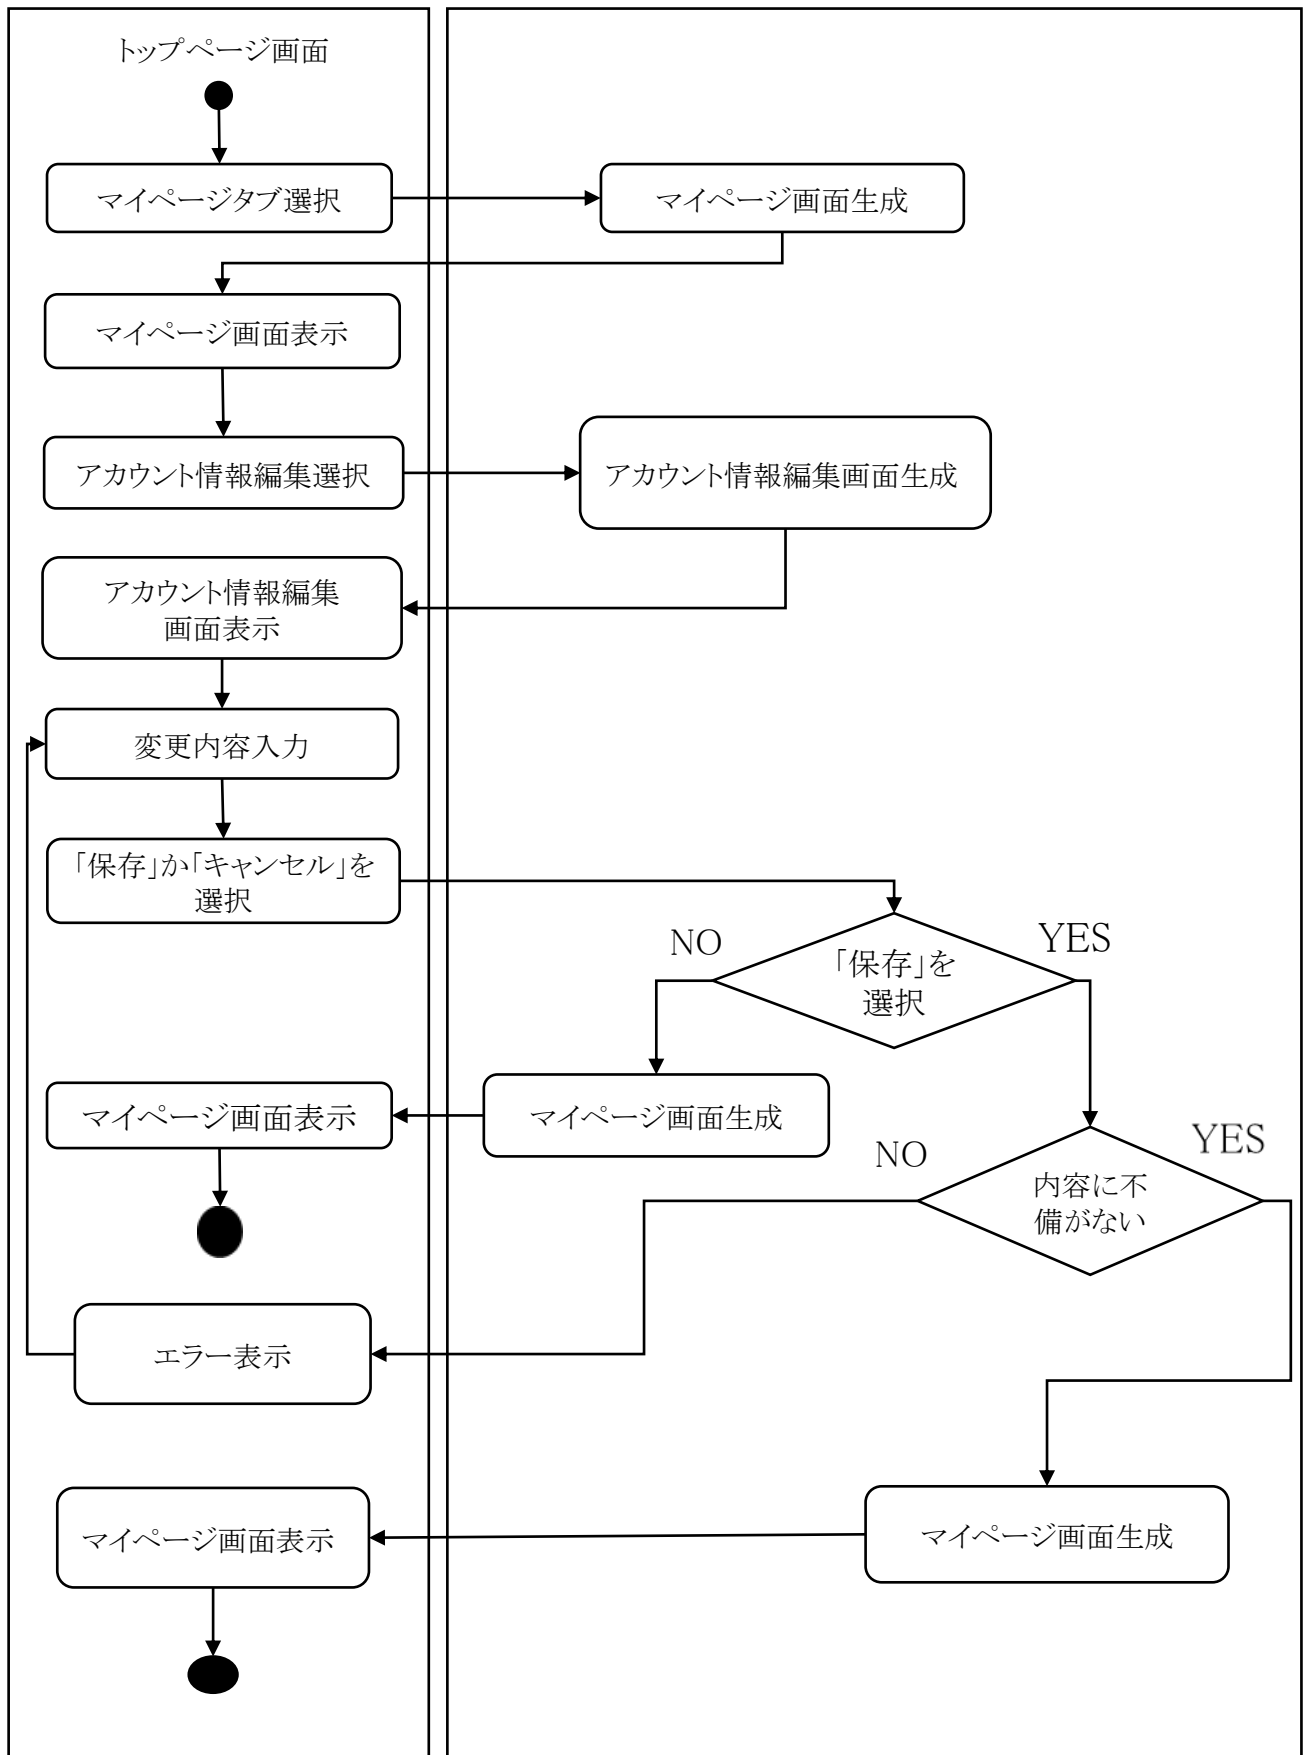 トップページ画面
マイページタブ選択
マイページ画面生成
マイページ画面表示
アカウント情報編集選択
アカウント情報編集画面生成
アカウント情報編集
画面表示
変更内容入力
「保存」か「キャンセル」を
選択
NO
YES
「保存」を
選択
マイページ画面表示
マイページ画面生成
NO
YES
内容に不
備がない
エラー表示
マイページ画面表示
マイページ画面生成